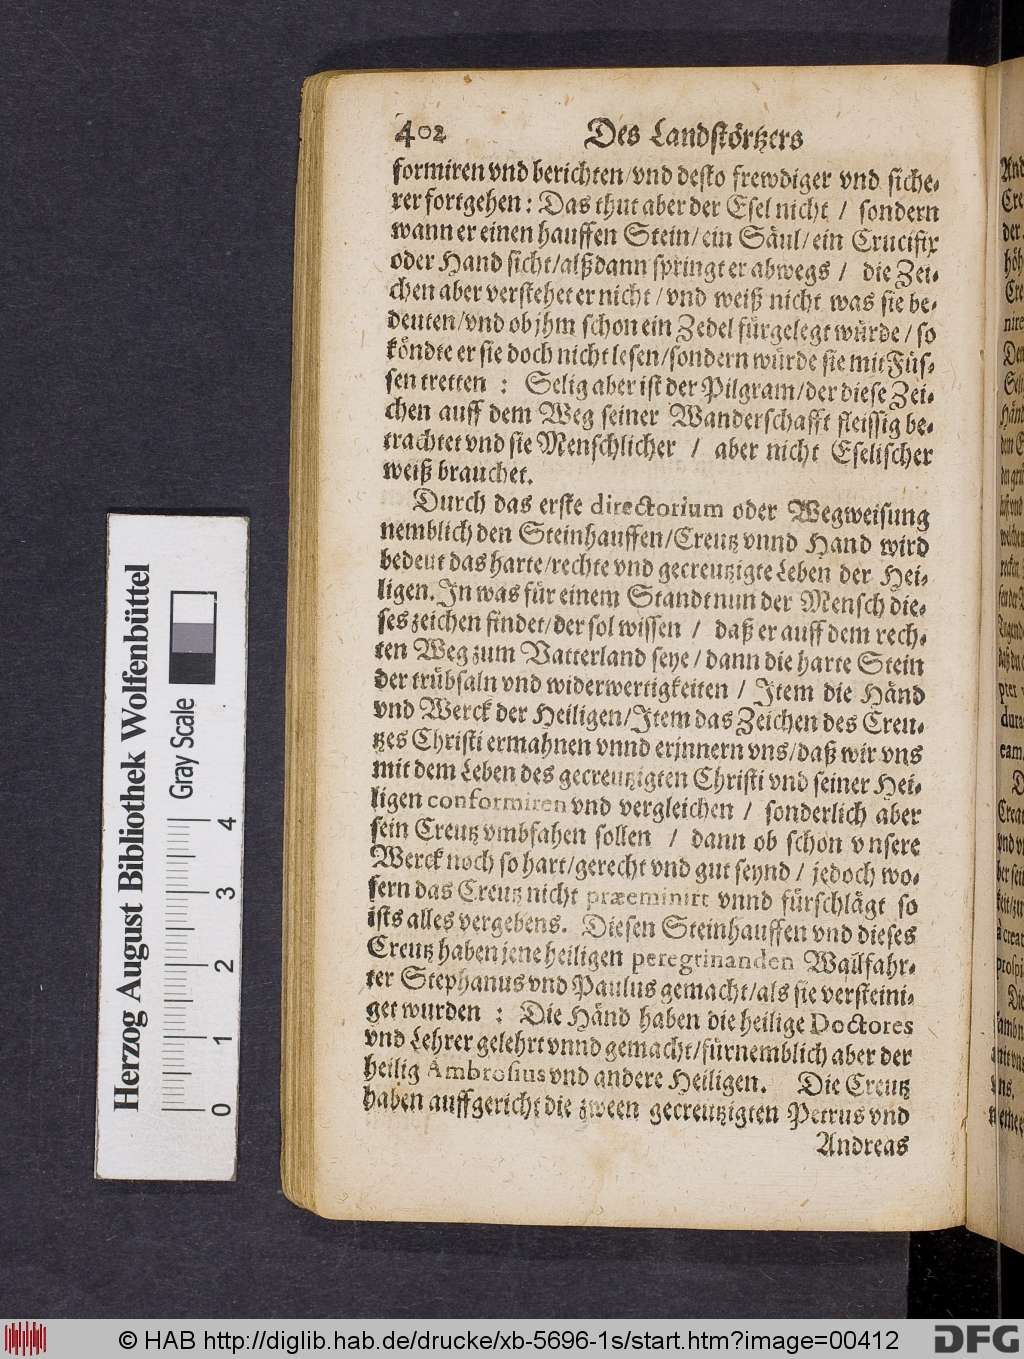 402 Des Landstörtzers
formiren vnd berichten/vnd desto frewdiger vnd siche-
rer fortgehen: Das thut aber der Esel nicht / sondern
wann er einen hauffen Stein/ein Säul/ein Crucifix
oder Hand sicht/alßdann springt er abwegs / die Zei-
chen aber verstehet er nicht/vnd weiß nicht was sie be-
deuten/vnd ob jhm schon ein Zedel fürgelegt würde/so
köndte er sie doch nicht lesen/sondern würde sie mit Füs-
sen tretten : Selig aber ist der Pilgram/der diese Zei-
chen auff dem Weg seiner Wanderschafft fleissig be-
trachtet vnd sie Menschlicher / aber nicht Eselischer
weiß brauchet.
Durch das erste directorium oder Wegweisung
nemblich den Steinhauffen/Creutz vnnd Hand wird
bedeut das harte/rechte vnd gecreutzigte Leben der Hei-
ligen. In was für einem Standt nun der Mensch die-
ses zeichen findet/der sol wissen / daß er auff dem rech-
ten Weg zum Vatterland seye/dann die harte Stein
der trübsaln vnd widerwertigkeiten / Item die Händ
vnd Werck der Heiligen/Item das Zeichen des Creu-
tzes Christi ermahnen vnnd erjnnern vns/daß wir vns
mit dem Leben des gecreutzigten Christi vnd seiner Hei-
ligen conformiren vnd vergleichen / sonderlich aber
sein Creutz vmbfahen sollen / dann ob schon vnsere
Werck noch so hart/gerecht vnd gut seynd / jedoch wo-
fern das Creutz nicht præeminirt vnnd fürschlägt so
ists alles vergebens. Diesen Steinhauffen vnd dieses
Creutz haben jene heiligen peregrinanden Wallfahr-
ter Stephanus vnd Paulus gemacht/als sie versteini-
get wurden : Die Händ haben die heilige Doctores
vnd Lehrer gelehrt vnnd gemacht/fürnemblich aber der
heilig Ambrosius vnd andere Heiligen. Die Creutz
haben auffgericht die zween gecreutzigten Petrus vnd
Andreas
Herzog August Bibliothek Wolfenbüttel
Gray Scale
0 1 2 3 4
© HAB http://diglib.hab.de/drucke/xb-5696-1s/start.htm?image=00412
DFG